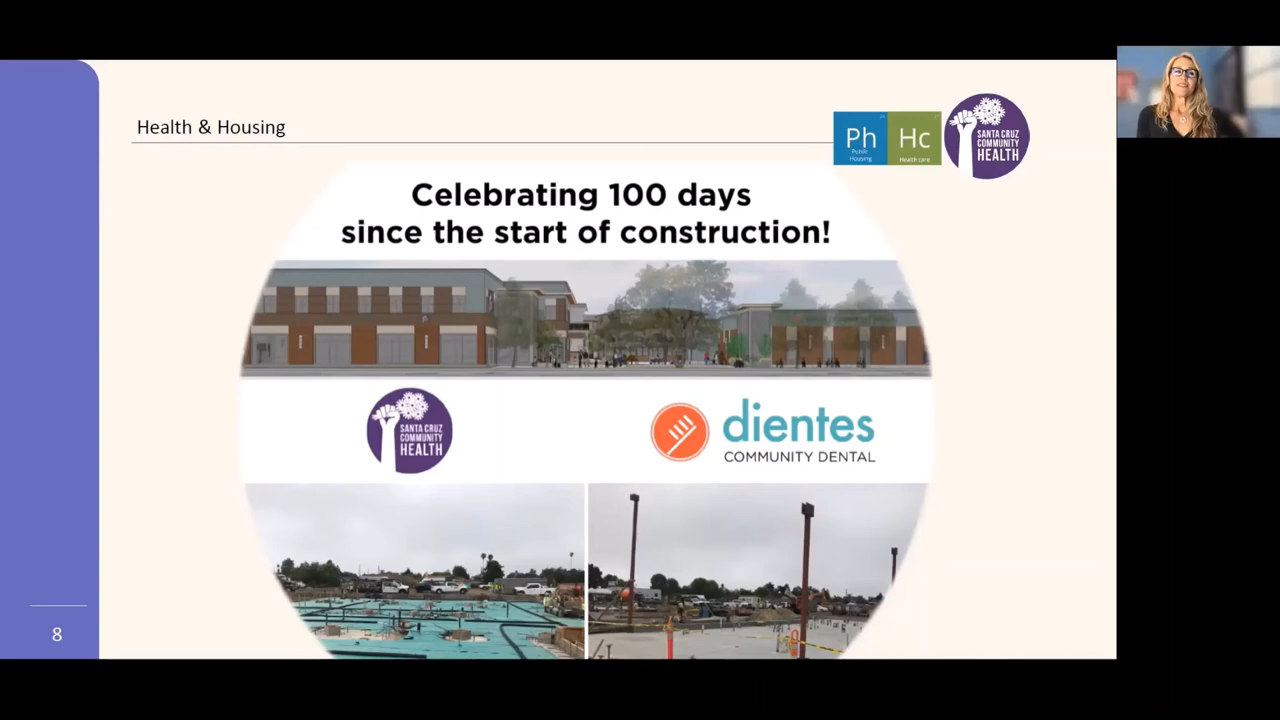 Health & Housing
Ph
Public
Housing
Hc
Health care
SANTA CRUZ
COMMUNITY
HEALTH
Celebrating 100 days
since the start of construction!
SANTA CRUZ
COMMUNITY
HEALTH
dientes
COMMUNITY DENTAL
8